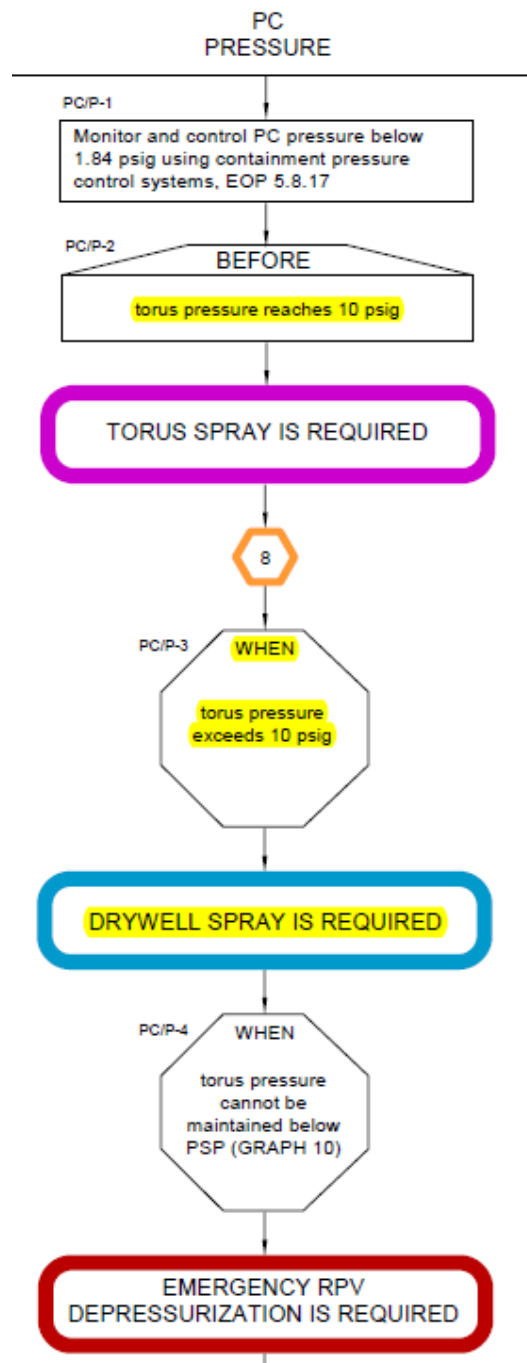 PC
PRESSURE
PC/P-1
Monitor and control PC pressure below
1.84 psig using containment pressure
control systems, EOP 5.8.17
PC/P-2
BEFORE
torus pressure reaches 10 psig
TORUS SPRAY IS REQUIRED
8
PC/P-3
WHEN
torus pressure
exceeds 10 psig
DRYWELL SPRAY IS REQUIRED
PC/P-4
WHEN
torus pressure
cannot be
maintained below
PSP (GRAPH 10)
EMERGENCY RPV
DEPRESSURIZATION IS REQUIRED